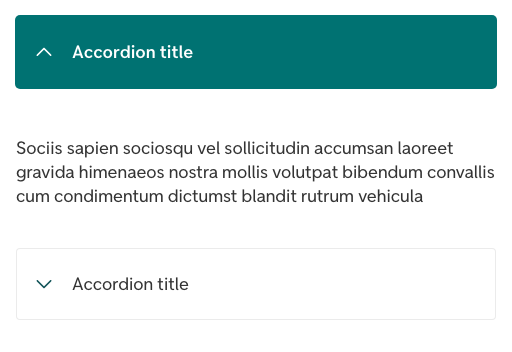 Accordion title
Sociis sapien sociosqu vel sollicitudin accumsan laoreet
gravida himenaeos nostra mollis volutpat bibendum convallis
cum condimentum dictumst blandit rutrum vehicula
Accordion title